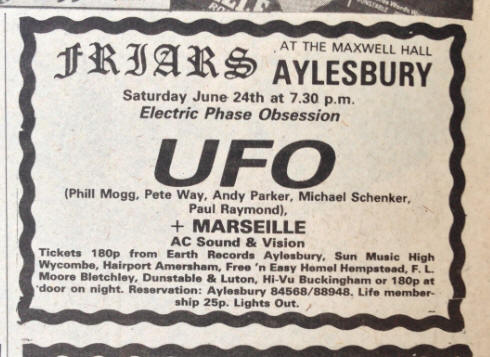 FRIARS AT THE MAXWELL HALL
AYLESBURY
Saturday June 24th at 7.30 p.m.
Electric Phase Obsession
UFO
(Phill Mogg, Pete Way, Andy Parker, Michael Schenker,
Paul Raymond),
+ MARSEILLE
AC Sound & Vision
Tickets 180p from Earth Records Aylesbury, Sun Music High
Wycombe, Hairport Amersham, Free 'n Easy Hemel Hempstead, F. L.
Moore Bletchley, Dunstable & Luton, Hi-Vu Buckingham or 180p at
door on night. Reservation: Aylesbury 84568/88948. Life member-
ship 25p. Lights Out.